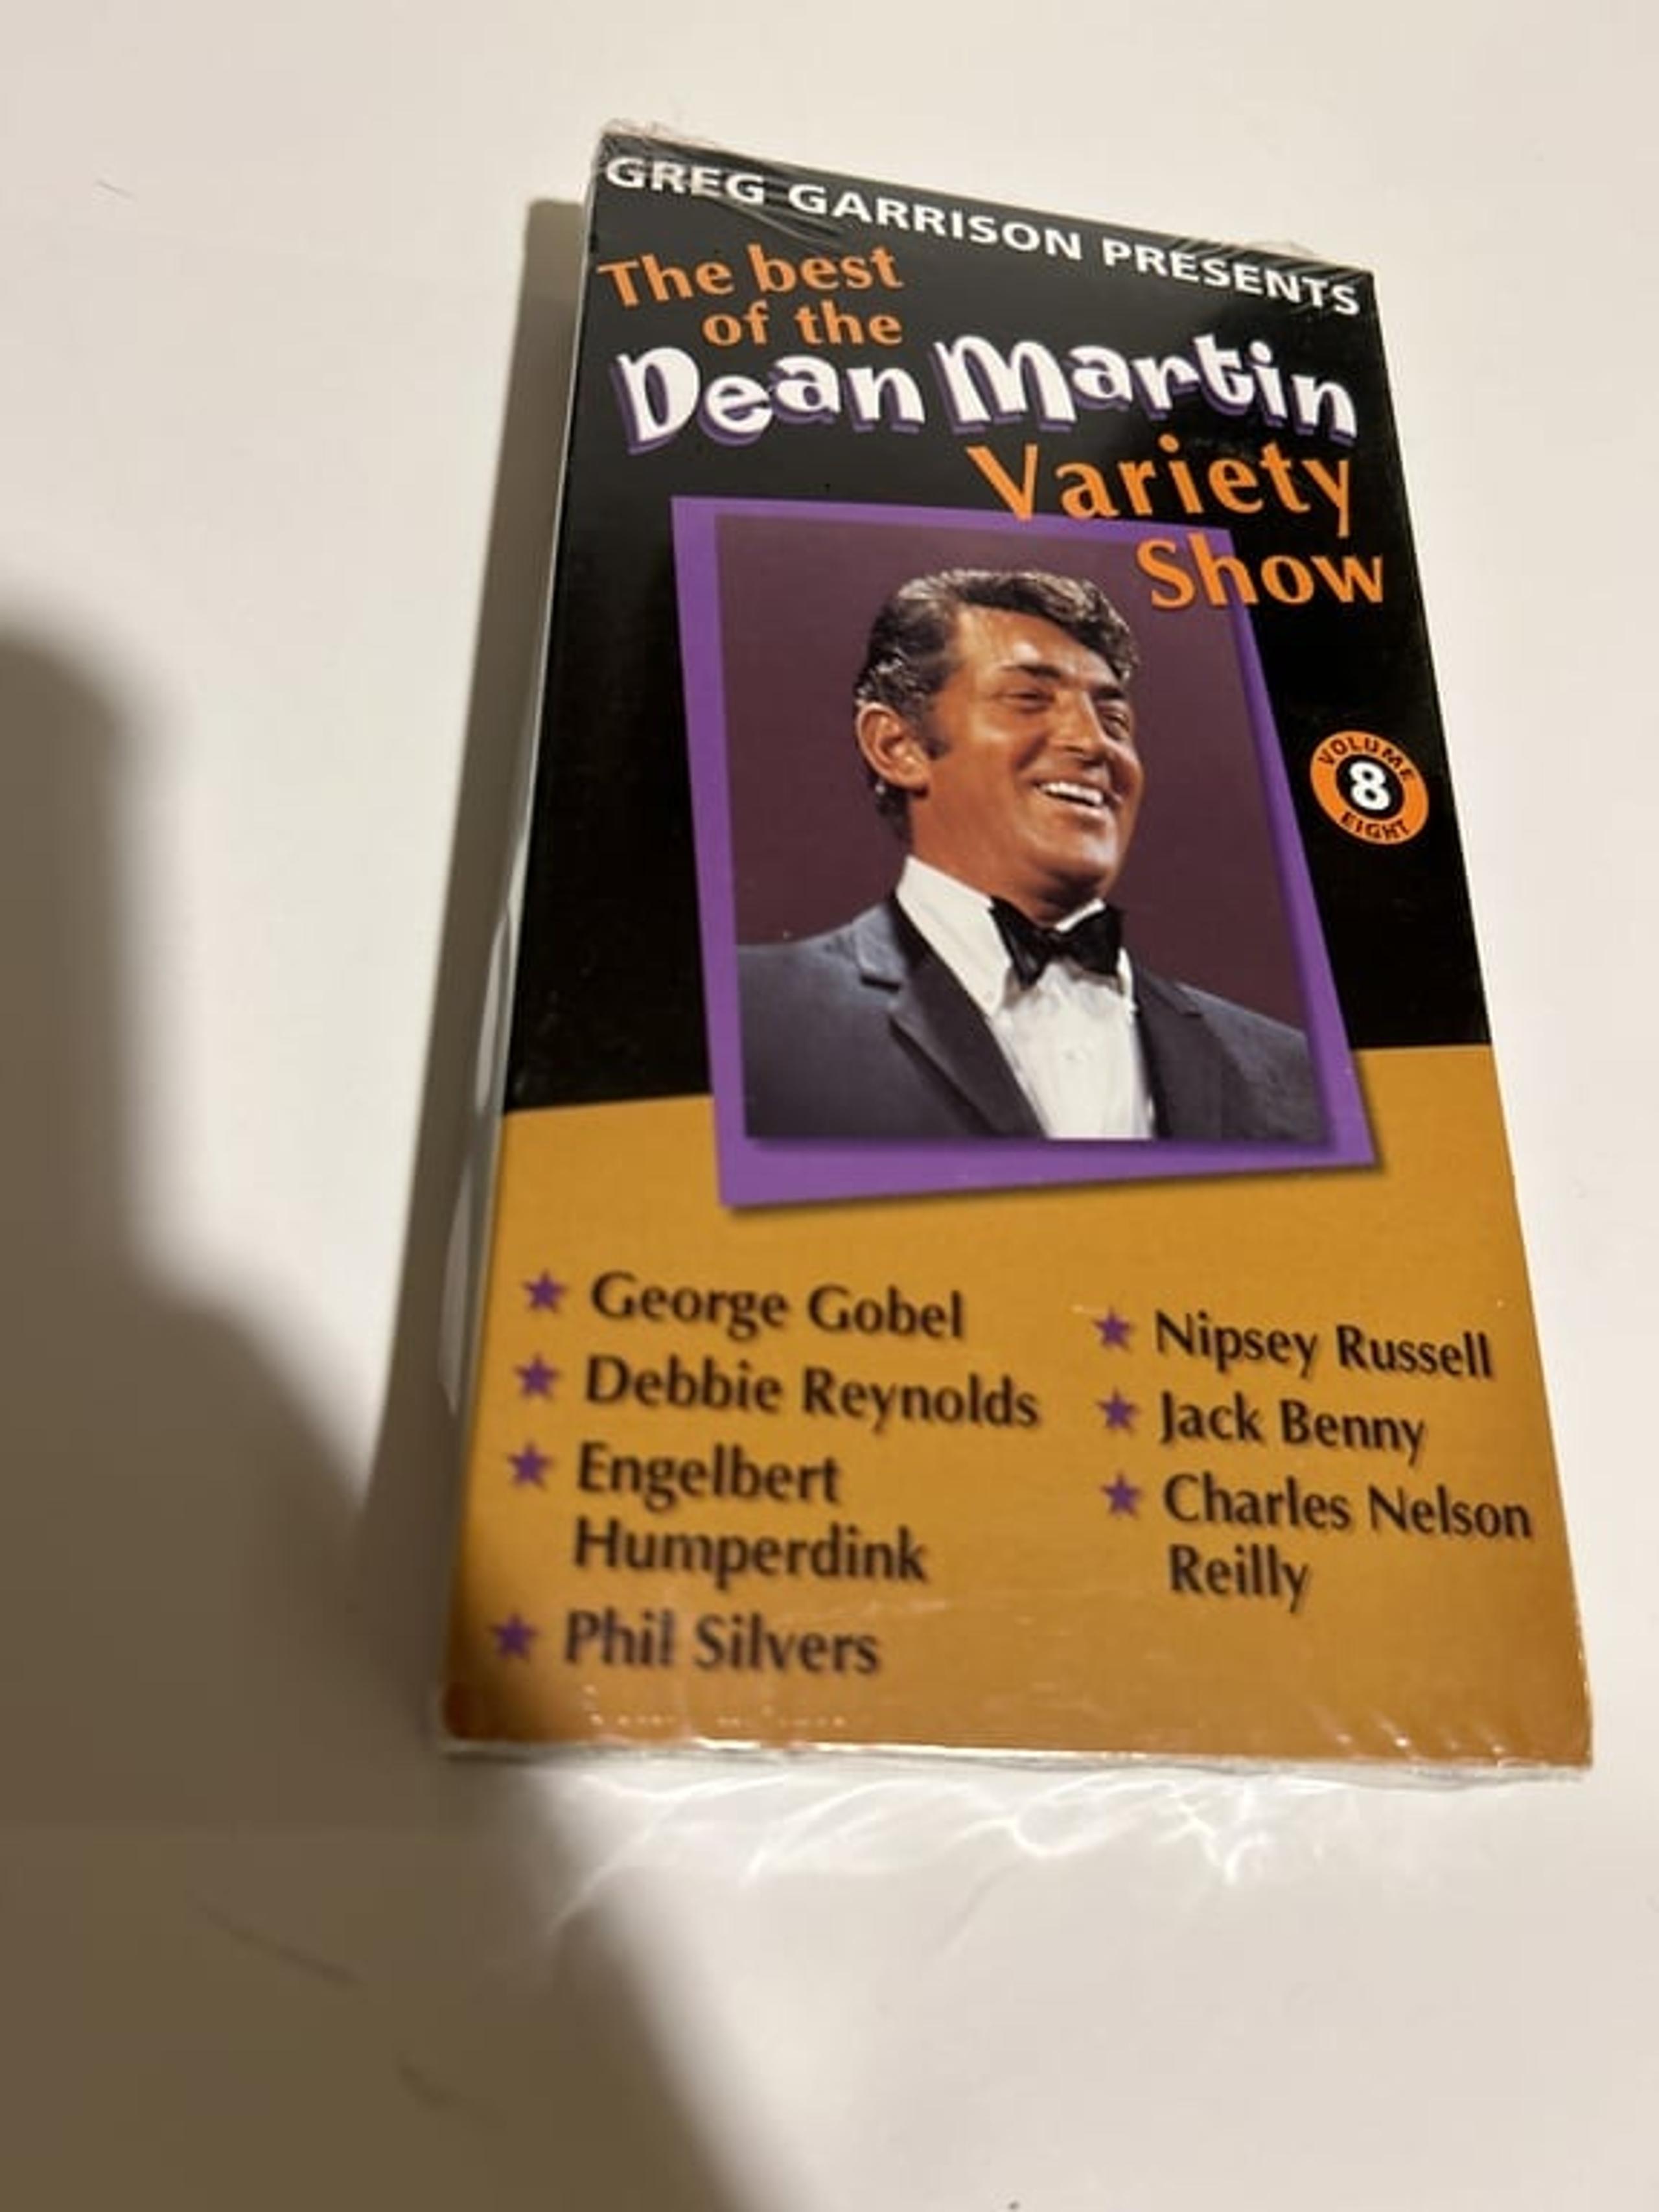 GREG GARRISON PRESENTS
The best
of the
Dean Martin
Variety
Show
VOLUME
8
EIGHT
★ George Gobel
★ Debbie Reynolds
★ Engelbert
Humperdink
★ Phil Silvers
★ Nipsey Russell
★ Jack Benny
★ Charles Nelson
Reilly